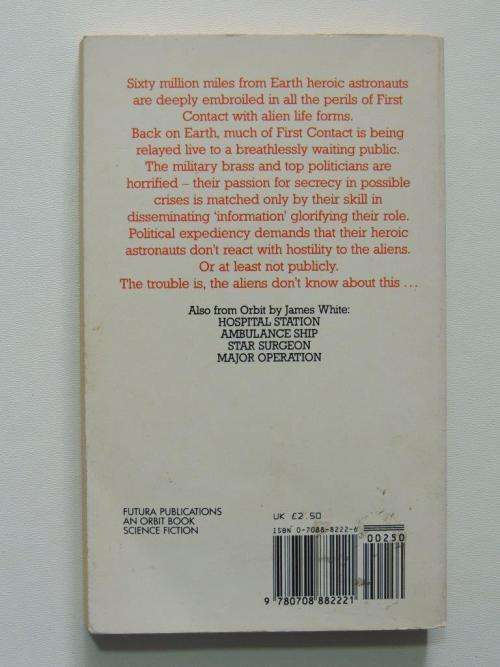 Sixty million miles from Earth heroic astronauts
are deeply embroiled in all the perils of First
Contact with alien life forms.
Back on Earth, much of First Contact is being
relayed live to a breathlessly waiting public.
The military brass and top politicians are
horrified – their passion for secrecy in possible
crises is matched only by their skill in
disseminating ‘information’ glorifying their role.
Political expediency demands that their heroic
astronauts don’t react with hostility to the aliens.
Or at least not publicly.
The trouble is, the aliens don’t know about this ...
Also from Orbit by James White:
HOSPITAL STATION
AMBULANCE SHIP
STAR SURGEON
MAJOR OPERATION
FUTURA PUBLICATIONS
AN ORBIT BOOK
SCIENCE FICTION
UK £2.50
ISBN 0-7088-8222-6
00250
9 780708 882221